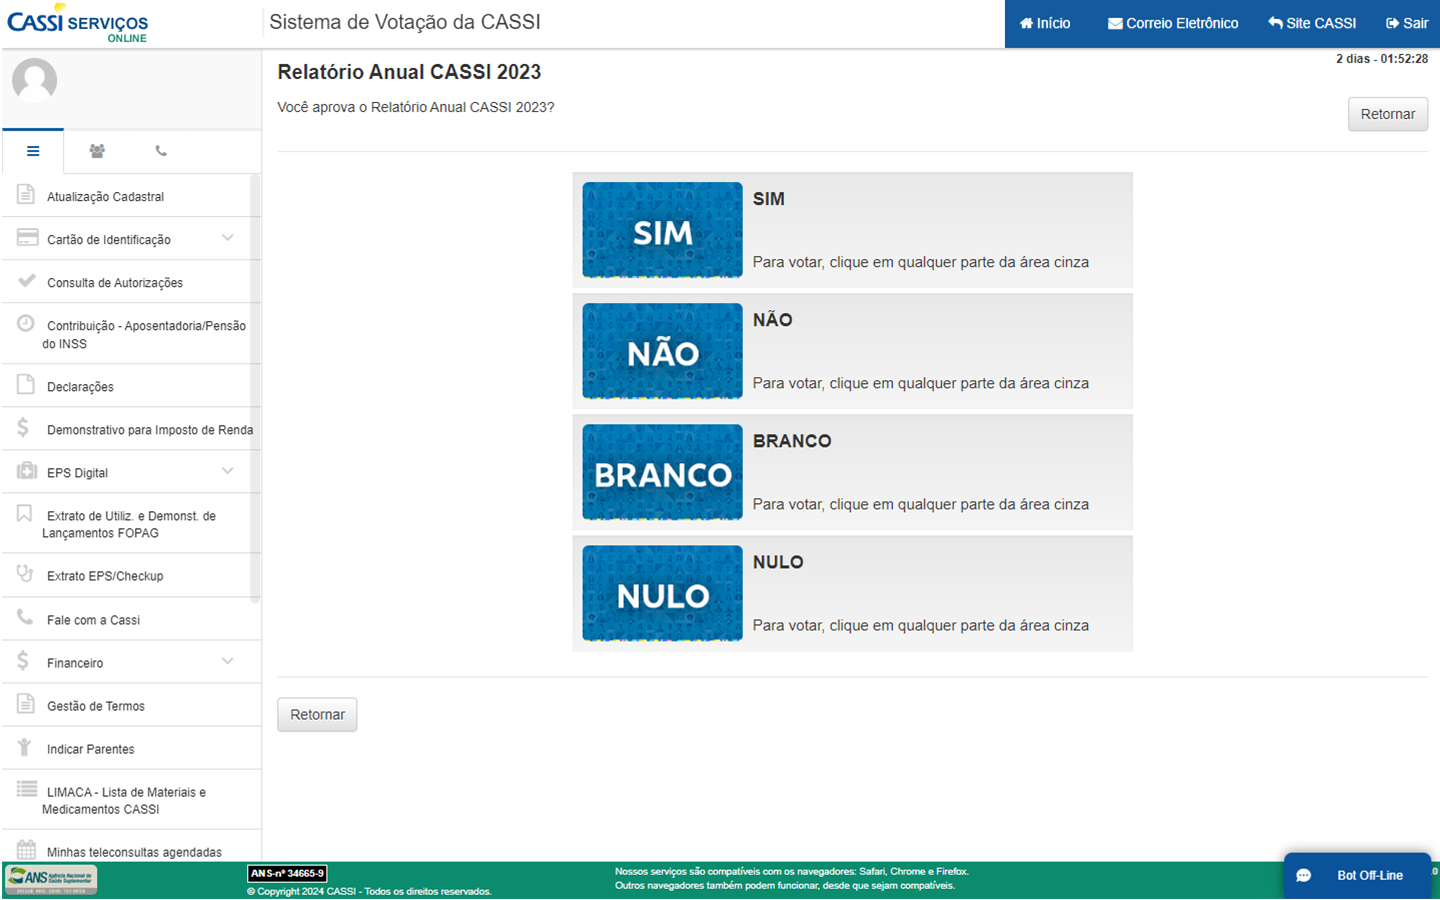 CASSI SERVIÇOS
ONLINE
Sistema de Votação da CASSI
Início
Correio Eletrônico
Site CASSI
Sair
2 dias - 01:52:28
Relatório Anual CASSI 2023
Você aprova o Relatório Anual CASSI 2023?
Retornar
Atualização Cadastral
Cartão de Identificação
Consulta de Autorizações
Contribuição - Aposentadoria/Pensão
do INSS
Declarações
Demonstrativo para Imposto de Renda
EPS Digital
Extrato de Utiliz. e Demonst. de
Lançamentos FOPAG
Extrato EPS/Checkup
Fale com a Cassi
Financeiro
Gestão de Termos
Indicar Parentes
LIMACA - Lista de Materiais e
Medicamentos CASSI
Minhas teleconsultas agendadas
SIM
SIM
Para votar, clique em qualquer parte da área cinza
NÃO
NÃO
Para votar, clique em qualquer parte da área cinza
BRANCO
BRANCO
Para votar, clique em qualquer parte da área cinza
NULO
NULO
Para votar, clique em qualquer parte da área cinza
Retornar
ANS Agência Nacional de
Saúde Suplementar
ANS-nº 34665-9
© Copyright 2024 CASSI - Todos os direitos reservados.
Nossos serviços são compatíveis com os navegadores: Safari, Chrome e Firefox.
Outros navegadores também podem funcionar, desde que sejam compatíveis.
Bot Off-Line